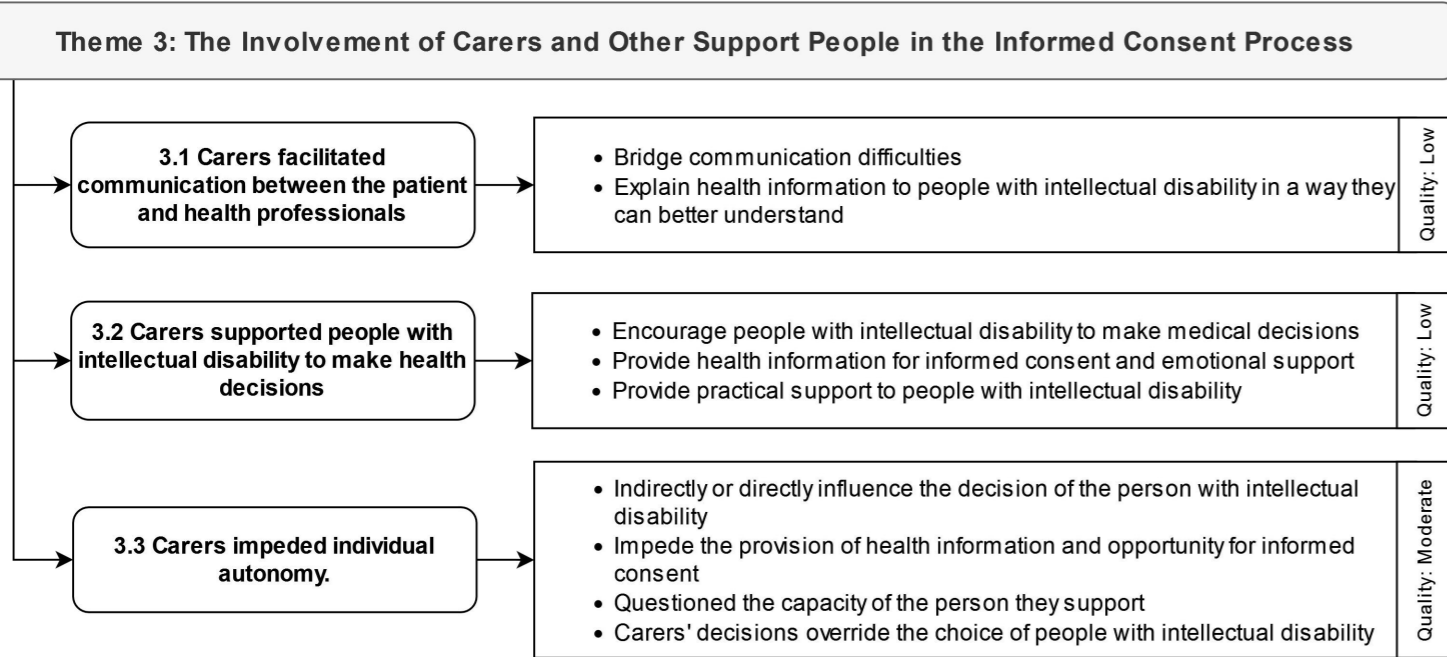 Theme 3: The Involvement of Carers and Other Support People in the Informed Consent Process
3.1 Carers facilitated
communication between the patient
and health professionals
• Bridge communication difficulties
• Explain health information to people with intellectual disability in a way they
can better understand
Quality: Low
3.2 Carers supported people with
intellectual disability to make health
decisions
• Encourage people with intellectual disability to make medical decisions
• Provide health information for informed consent and emotional support
• Provide practical support to people with intellectual disability
Quality: Low
3.3 Carers impeded individual
autonomy.
• Indirectly or directly influence the decision of the person with intellectual
disability
• Impede the provision of health information and opportunity for informed
consent
• Questioned the capacity of the person they support
• Carers' decisions override the choice of people with intellectual disability
Quality: Moderate